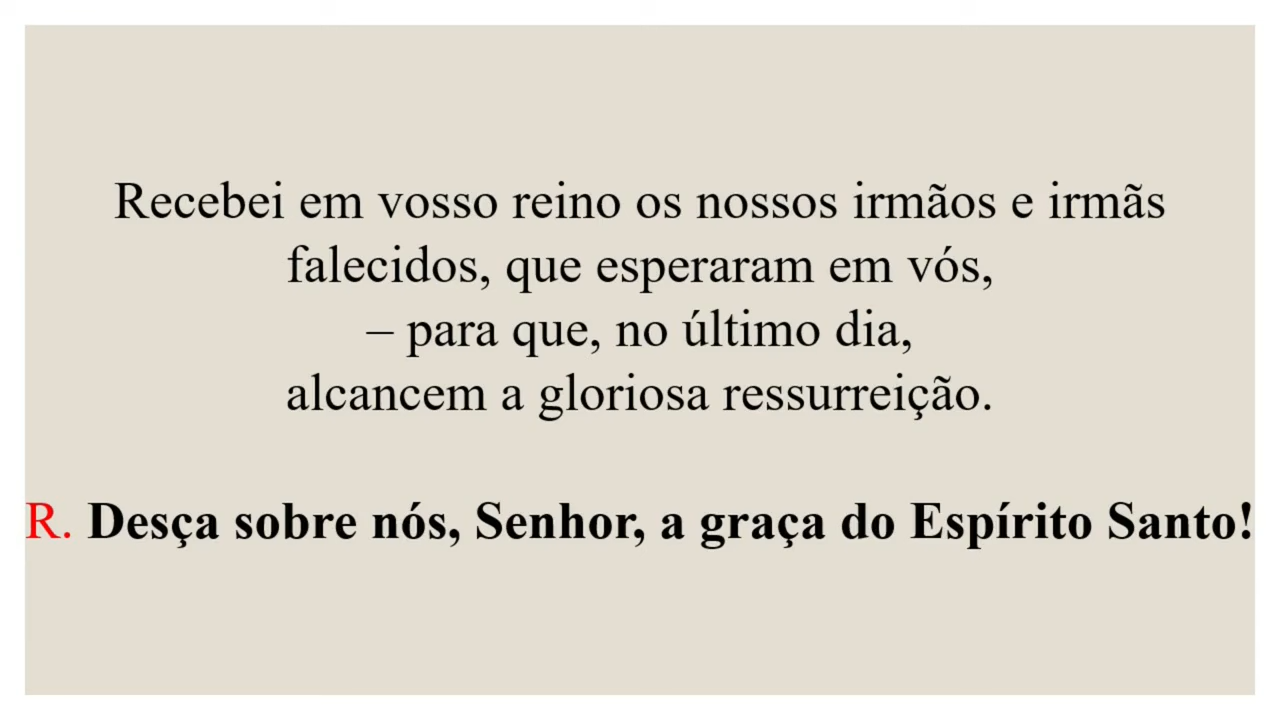 Recebei em vosso reino os nossos irmãos e irmãs
falecidos, que esperaram em vós,
– para que, no último dia,
alcancem a gloriosa ressurreição.
R. Desça sobre nós, Senhor, a graça do Espírito Santo!